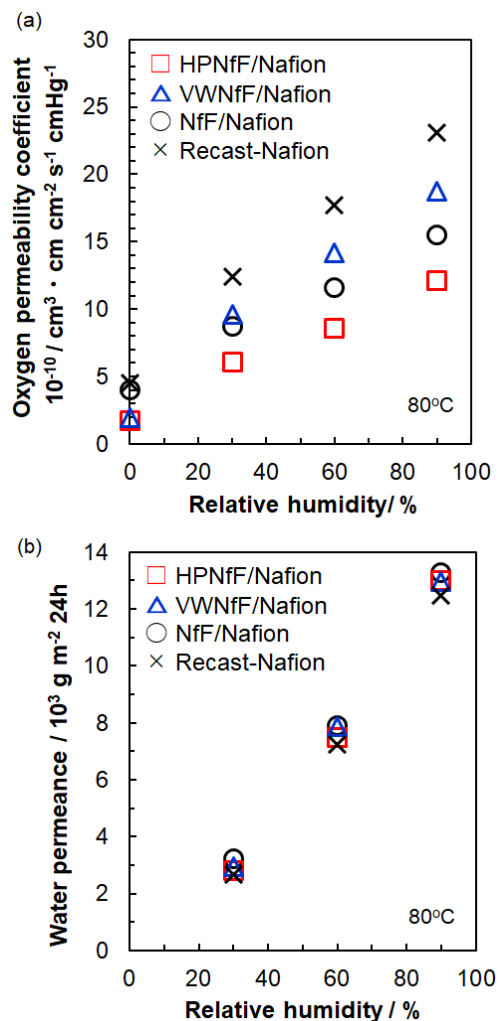 (a)
Oxygen permeability coefficient
10⁻¹⁰ / cm³・cm cm⁻² s⁻¹ cmHg⁻¹
30
25
20
15
10
5
0
HPNfF/Nafion
VWNfF/Nafion
NfF/Nafion
Recast-Nafion
80ºC
0 20 40 60 80 100
Relative humidity/ %
(b)
Water permeance / 10³ g m⁻² 24h
14
12
10
8
6
4
2
0
HPNfF/Nafion
VWNfF/Nafion
NfF/Nafion
Recast-Nafion
80ºC
0 20 40 60 80 100
Relative humidity / %